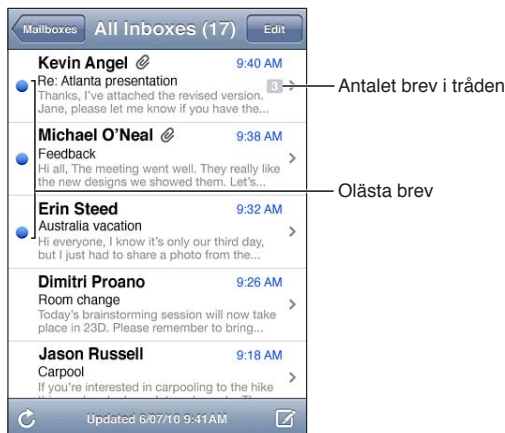 Mailboxes All Inboxes (17) Edit
Kevin Angel 9:40 AM
Re: Atlanta presentation
Thanks, I've attached the revised version. 3
Jane, please let me know if you have the...
Antalet brev i tråden
Michael O'Neal 9:38 AM
Feedback
Hi all, The meeting went well. They really like
the new designs we showed them. Let's...
Olästa brev
Erin Steed 9:32 AM
Australia vacation
Hi everyone, I know it's only our third day,
but I just had to share a photo from the...
Dimitri Proano 9:26 AM
Room change
Today's brainstorming session will now take
place in 23D. Please remember to bring...
Jason Russell 9:18 AM
Carpool
If you're interested in carpooling to the hike
Updated 6/07/10 9:41AM